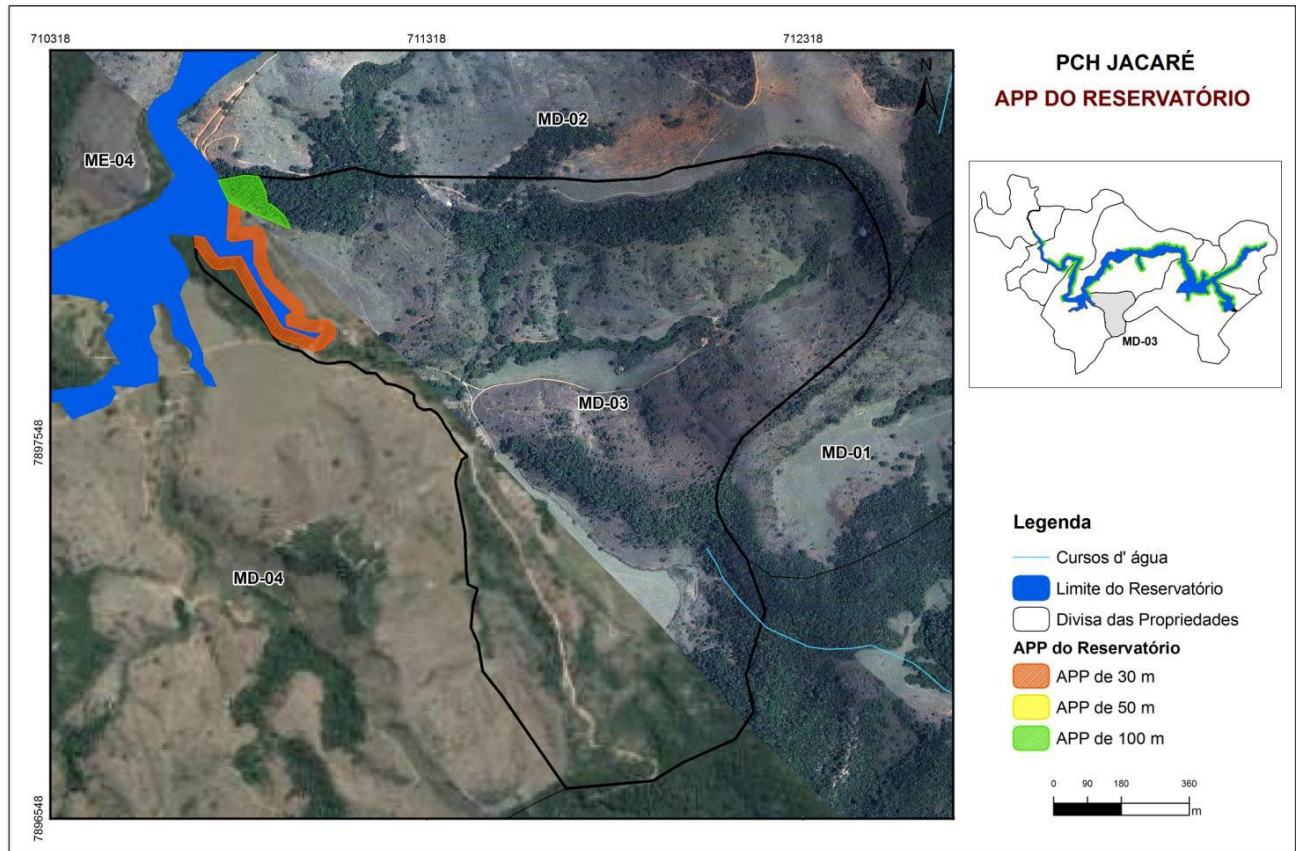 710318
711318
712318
7897548
7896548
N
ME-04
MD-02
MD-03
MD-01
MD-04
PCH JACARÉ
APP DO RESERVATÓRIO
MD-03
Legenda
Cursos d' água
Limite do Reservatório
Divisa das Propriedades
APP do Reservatório
APP de 30 m
APP de 50 m
APP de 100 m
0 90 180 360
m